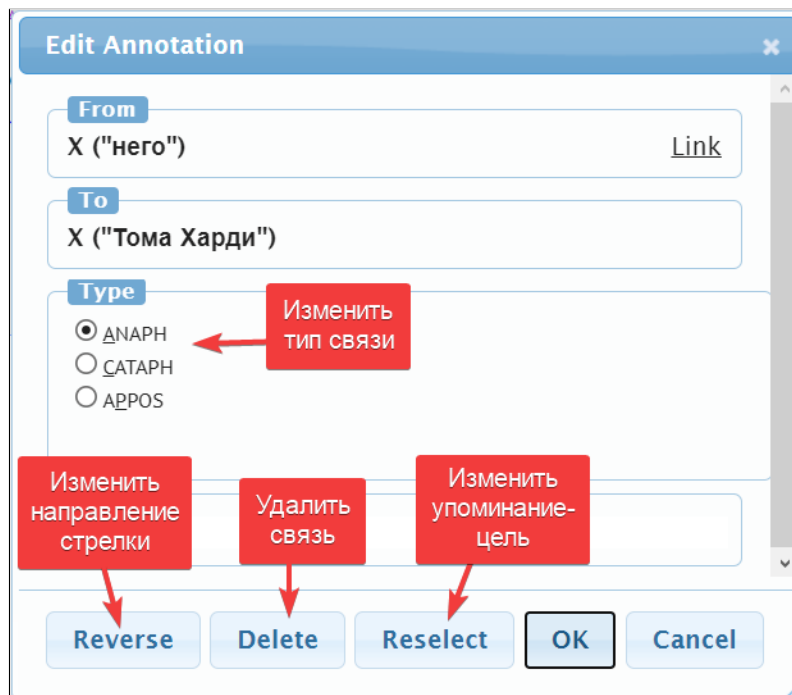 Edit Annotation
From
X ("него")
Link
To
X ("Тома Харди")
Type
ANAPH
CATAPH
APPOS
Изменить
тип связи
Изменить
направление
стрелки
Удалить
связь
Изменить
упоминание-
цель
Reverse
Delete
Reselect
OK
Cancel